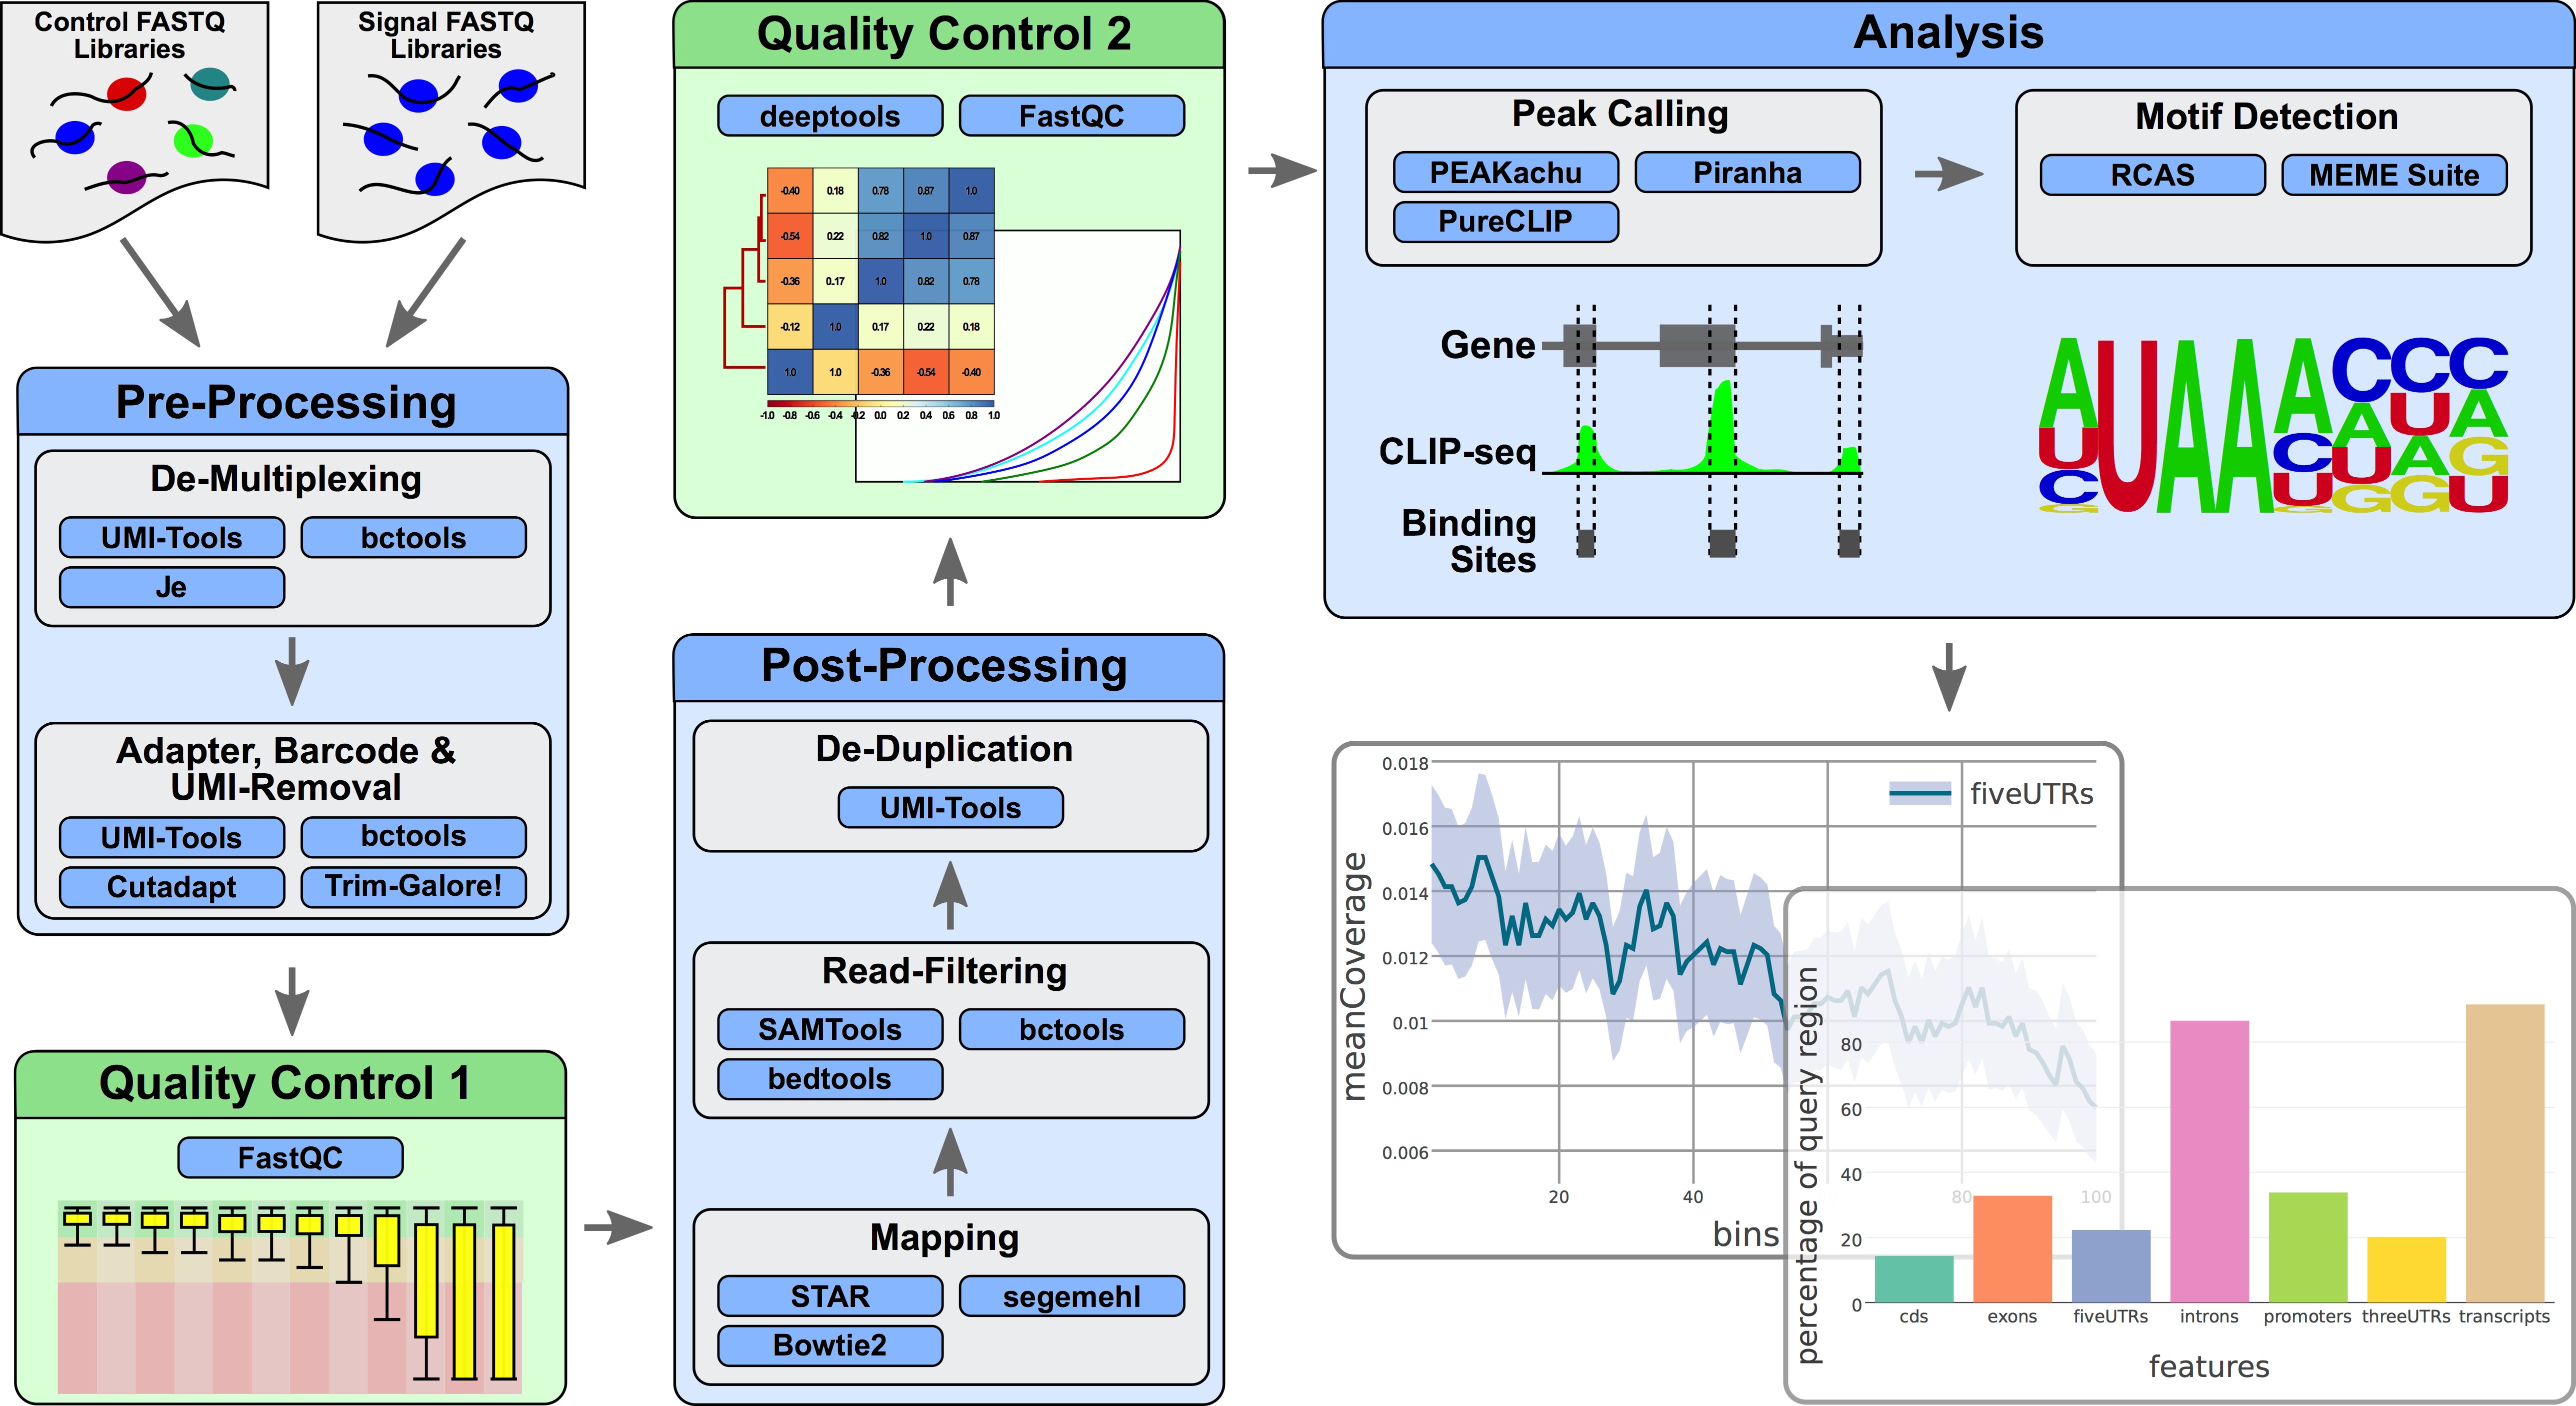 Control FASTQ
Libraries
Signal FASTQ
Libraries
Pre-Processing
De-Multiplexing
UMI-Tools
bctools
Je
Adapter, Barcode &
UMI-Removal
UMI-Tools
bctools
Cutadapt
Trim-Galore!
Quality Control 1
FastQC
Quality Control 2
deeptools
FastQC
-0.40 0.18 0.78 0.87 1.0
-0.54 0.22 0.82 1.0 0.87
-0.36 0.17 1.0 0.82 0.78
-0.12 1.0 0.17 0.22 0.18
1.0 1.0 -0.36 -0.54 -0.40
-1.0 -0.8 -0.6 -0.4 -0.2 0.0 0.2 0.4 0.6 0.8 1.0
Post-Processing
De-Duplication
UMI-Tools
Read-Filtering
SAMTools
bctools
bedtools
Mapping
STAR
segemehl
Bowtie2
Analysis
Peak Calling
PEAKachu
Piranha
PureCLIP
Motif Detection
RCAS
MEME Suite
Gene
CLIP-seq
Binding
Sites
AUAAACCC
UCAUA
CUUAG
GGGGU
meanCoverage
0.018
0.016
0.014
0.012
0.01
0.008
0.006
fiveUTRs
20 40 80 100
bins
percentage of query region
80
60
40
20
0
cds exons fiveUTRs introns promoters threeUTRs transcripts
features